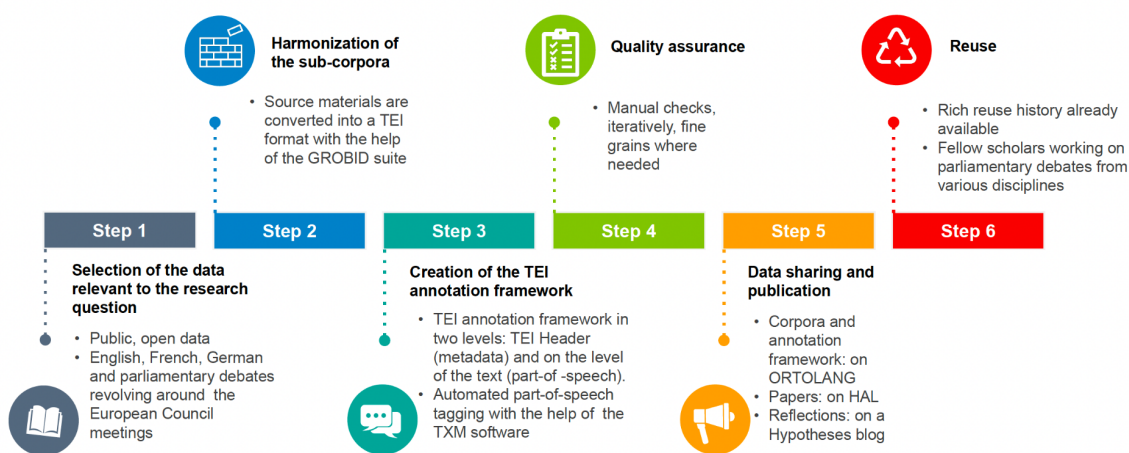 Harmonization of
the sub-corpora
• Source materials are
converted into a TEI
format with the help
of the GROBID suite
Quality assurance
• Manual checks,
iteratively, fine
grains where
needed
Reuse
• Rich reuse history already
available
• Fellow scholars working on
parliamentary debates from
various disciplines
Step 1
Step 2
Step 3
Step 4
Step 5
Step 6
Selection of the data
relevant to the research
question
• Public, open data
• English, French, German
and parliamentary debates
revolving around the
European Council
meetings
Creation of the TEI
annotation framework
• TEI annotation framework in
two levels: TEI Header
(metadata) and on the level
of the text (part-of -speech).
• Automated part-of-speech
tagging with the help of the
TXM software
Data sharing and
publication
• Corpora and
annotation
framework: on
ORTOLANG
• Papers: on HAL
• Reflections: on a
Hypotheses blog